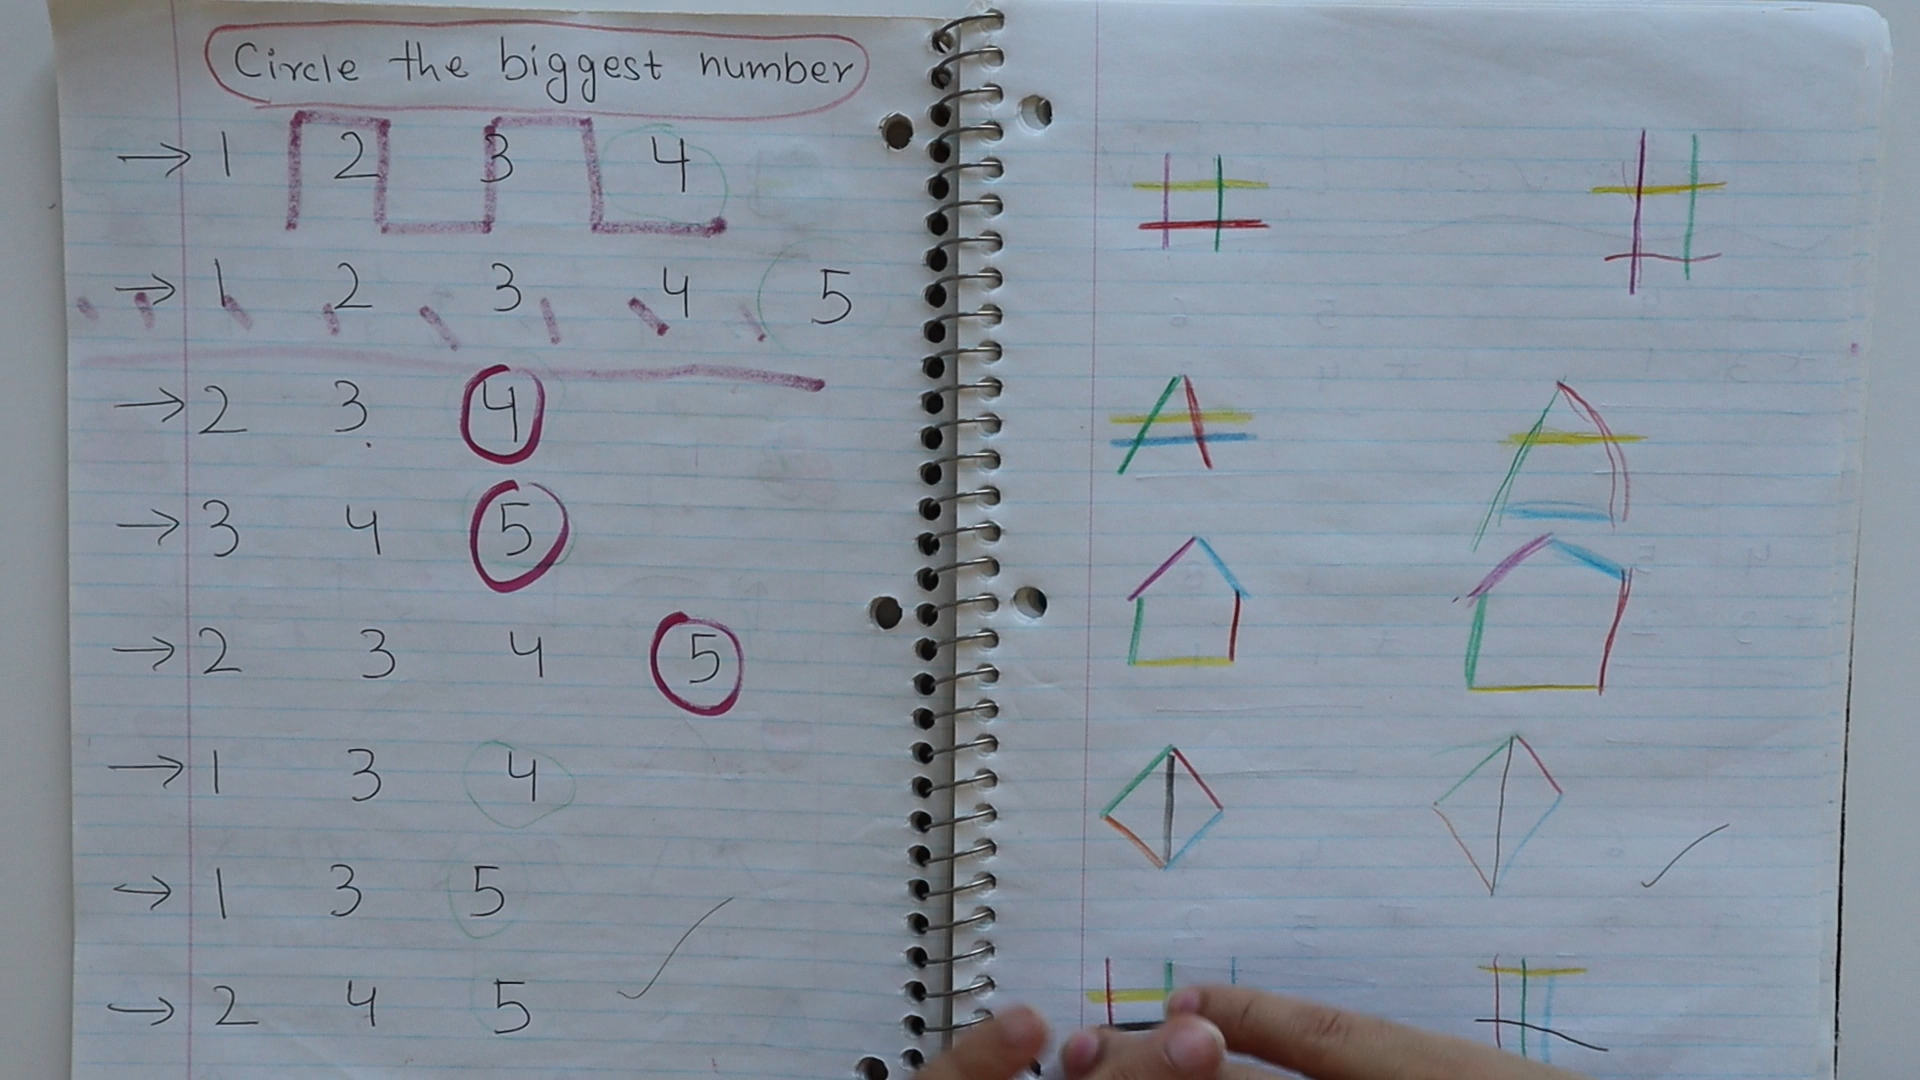 Circle the biggest number
→ 1 2 3 4
→ 1 2 3 4 5
→ 2 3 4
→ 3 4 5
→ 2 3 4 5
→ 1 3 4
→ 1 3 5
→ 2 4 5